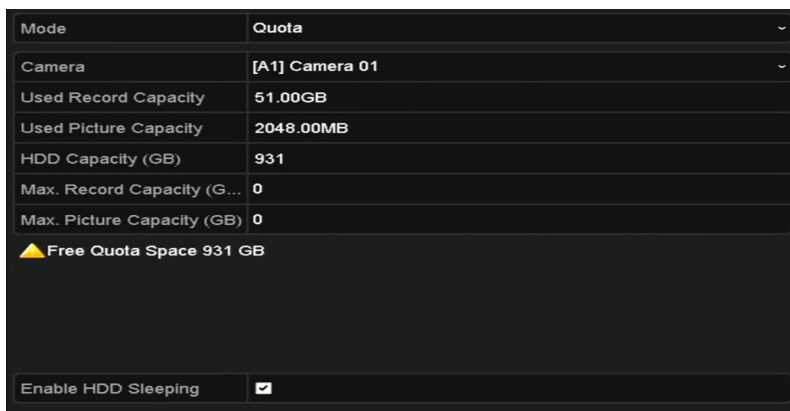 Mode Quota
Camera [A1] Camera 01
Used Record Capacity 51.00GB
Used Picture Capacity 2048.00MB
HDD Capacity (GB) 931
Max. Record Capacity (G... 0
Max. Picture Capacity (GB) 0
Free Quota Space 931 GB
Enable HDD Sleeping